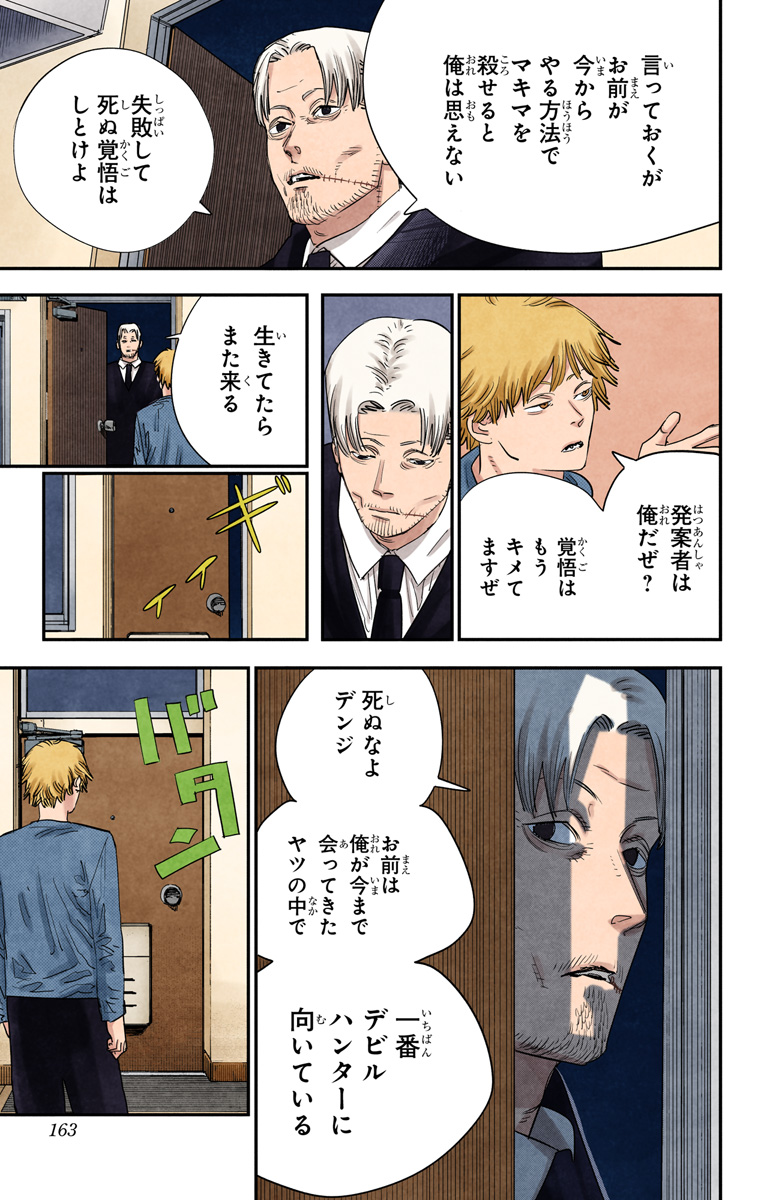 言っておくが
お前が
今から
やる方法で
マキマを
殺せると
俺は思えない
失敗して
死ぬ覚悟は
しとけよ
発案者は
俺だぜ?
覚悟は
もう
キメて
ますぜ
生きてたら
また来る
ギイイ
死ぬなよ
デンジ
お前は
俺が今まで
会ってきた
ヤツの中で
一番
デビル
ハンターに
向いている
バタン
163